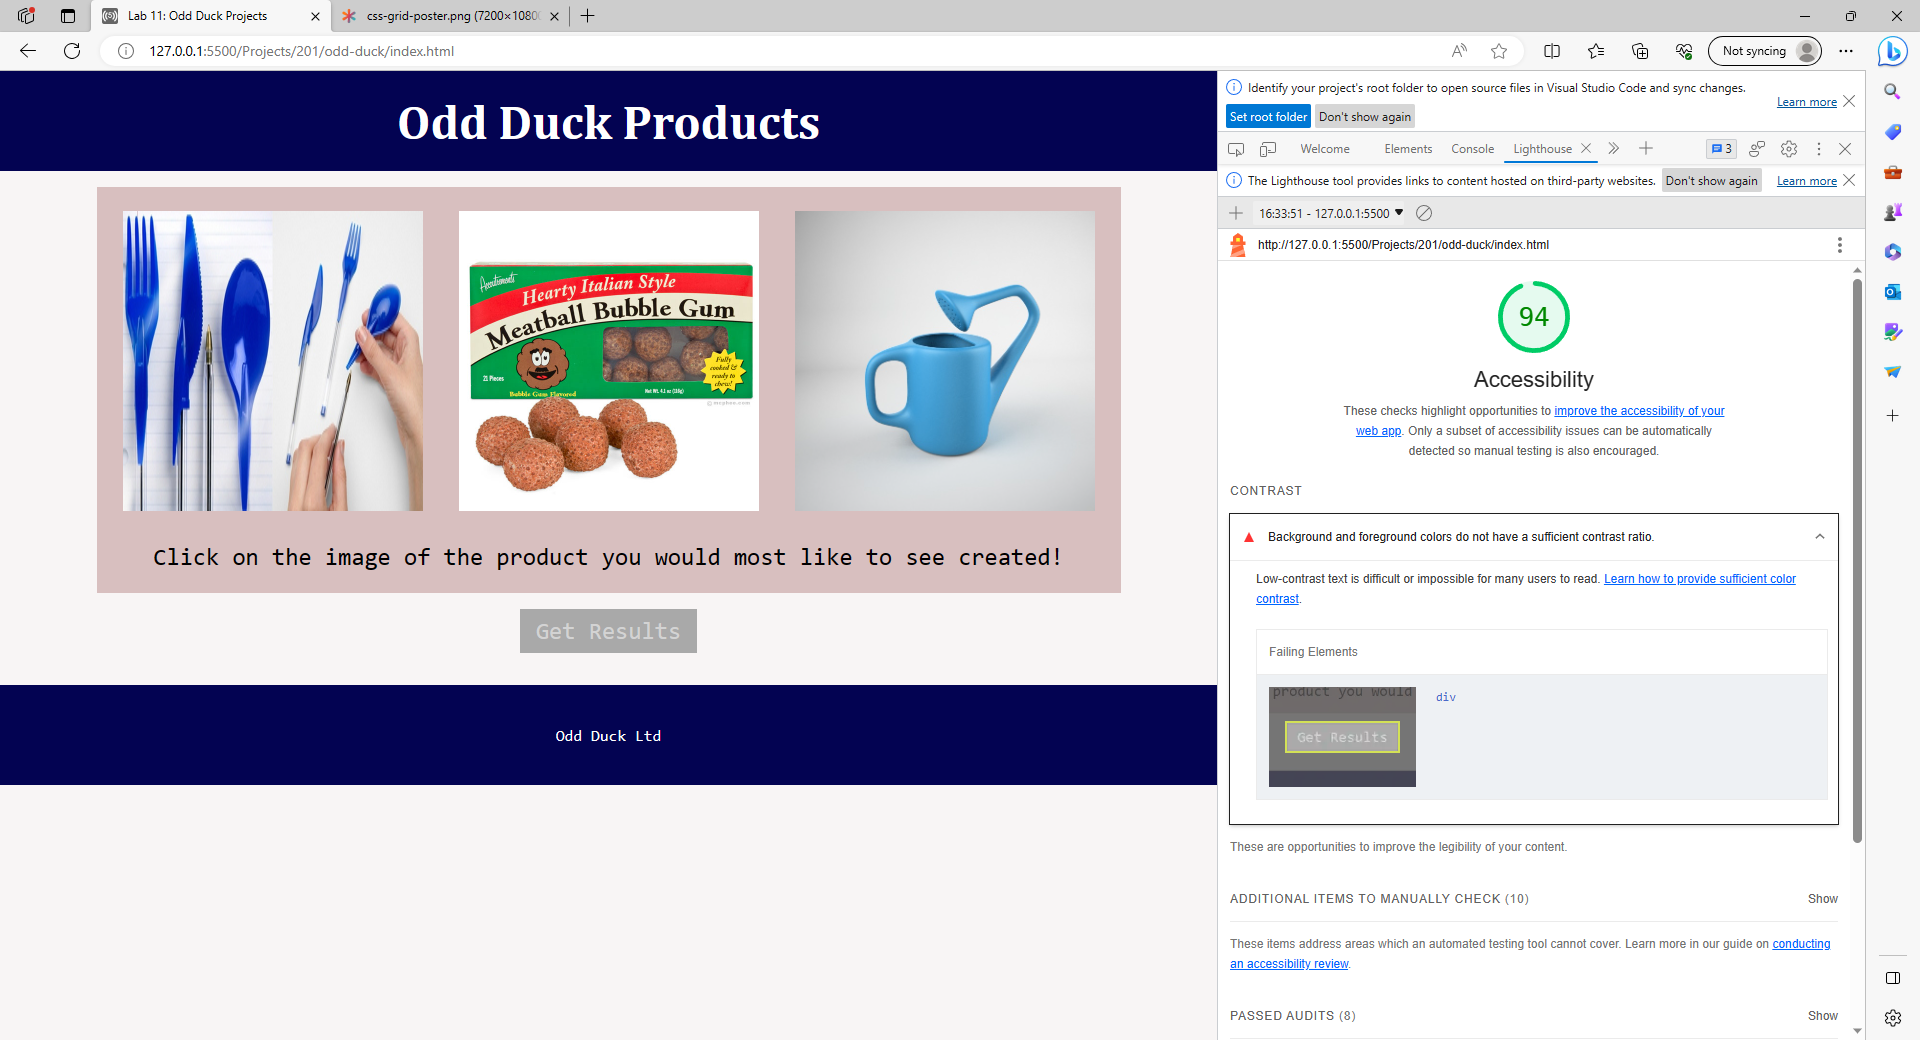 Lab 11: Odd Duck Projects
css-grid-poster.png (7200×1080
127.0.0.1:5500/Projects/201/odd-duck/index.html
Not syncing
Odd Duck Products
Accoutrements
Hearty Italian Style
Meatball Bubble Gum
21 Pieces
Bubble Gum Flavored
Net Wt. 4.1 oz (116g)
Fully
cooked &
ready to
chew!
© mcphee.com
Click on the image of the product you would most like to see created!
Get Results
Odd Duck Ltd
Identify your project's root folder to open source files in Visual Studio Code and sync changes.
Learn more
Set root folder
Don't show again
Welcome
Elements
Console
Lighthouse
3
The Lighthouse tool provides links to content hosted on third-party websites.
Don't show again
Learn more
16:33:51 - 127.0.0.1:5500
http://127.0.0.1:5500/Projects/201/odd-duck/index.html
94
Accessibility
These checks highlight opportunities to improve the accessibility of your
web app. Only a subset of accessibility issues can be automatically
detected so manual testing is also encouraged.
CONTRAST
Background and foreground colors do not have a sufficient contrast ratio.
Low-contrast text is difficult or impossible for many users to read. Learn how to provide sufficient color
contrast.
Failing Elements
product you would
Get Results
div
These are opportunities to improve the legibility of your content.
ADDITIONAL ITEMS TO MANUALLY CHECK (10)
Show
These items address areas which an automated testing tool cannot cover. Learn more in our guide on conducting
an accessibility review.
PASSED AUDITS (8)
Show